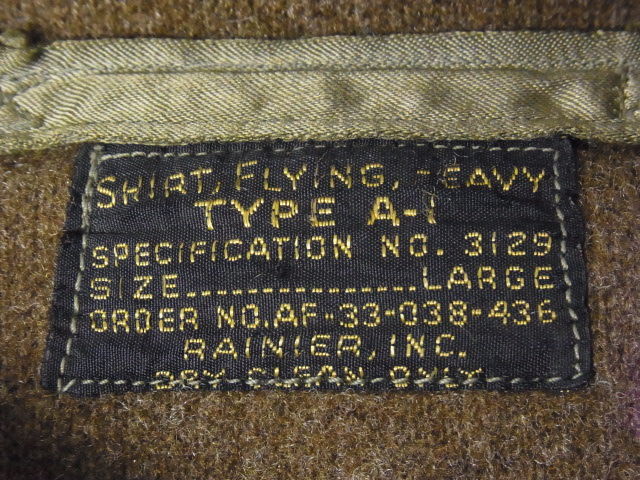 SHIRT, FLYING, HEAVY
TYPE A-1
SPECIFICATION NO. 3129
SIZE................LARGE
ORDER NO. AF-33-038-436
RAINIER, INC.
DRY CLEAN ONLY